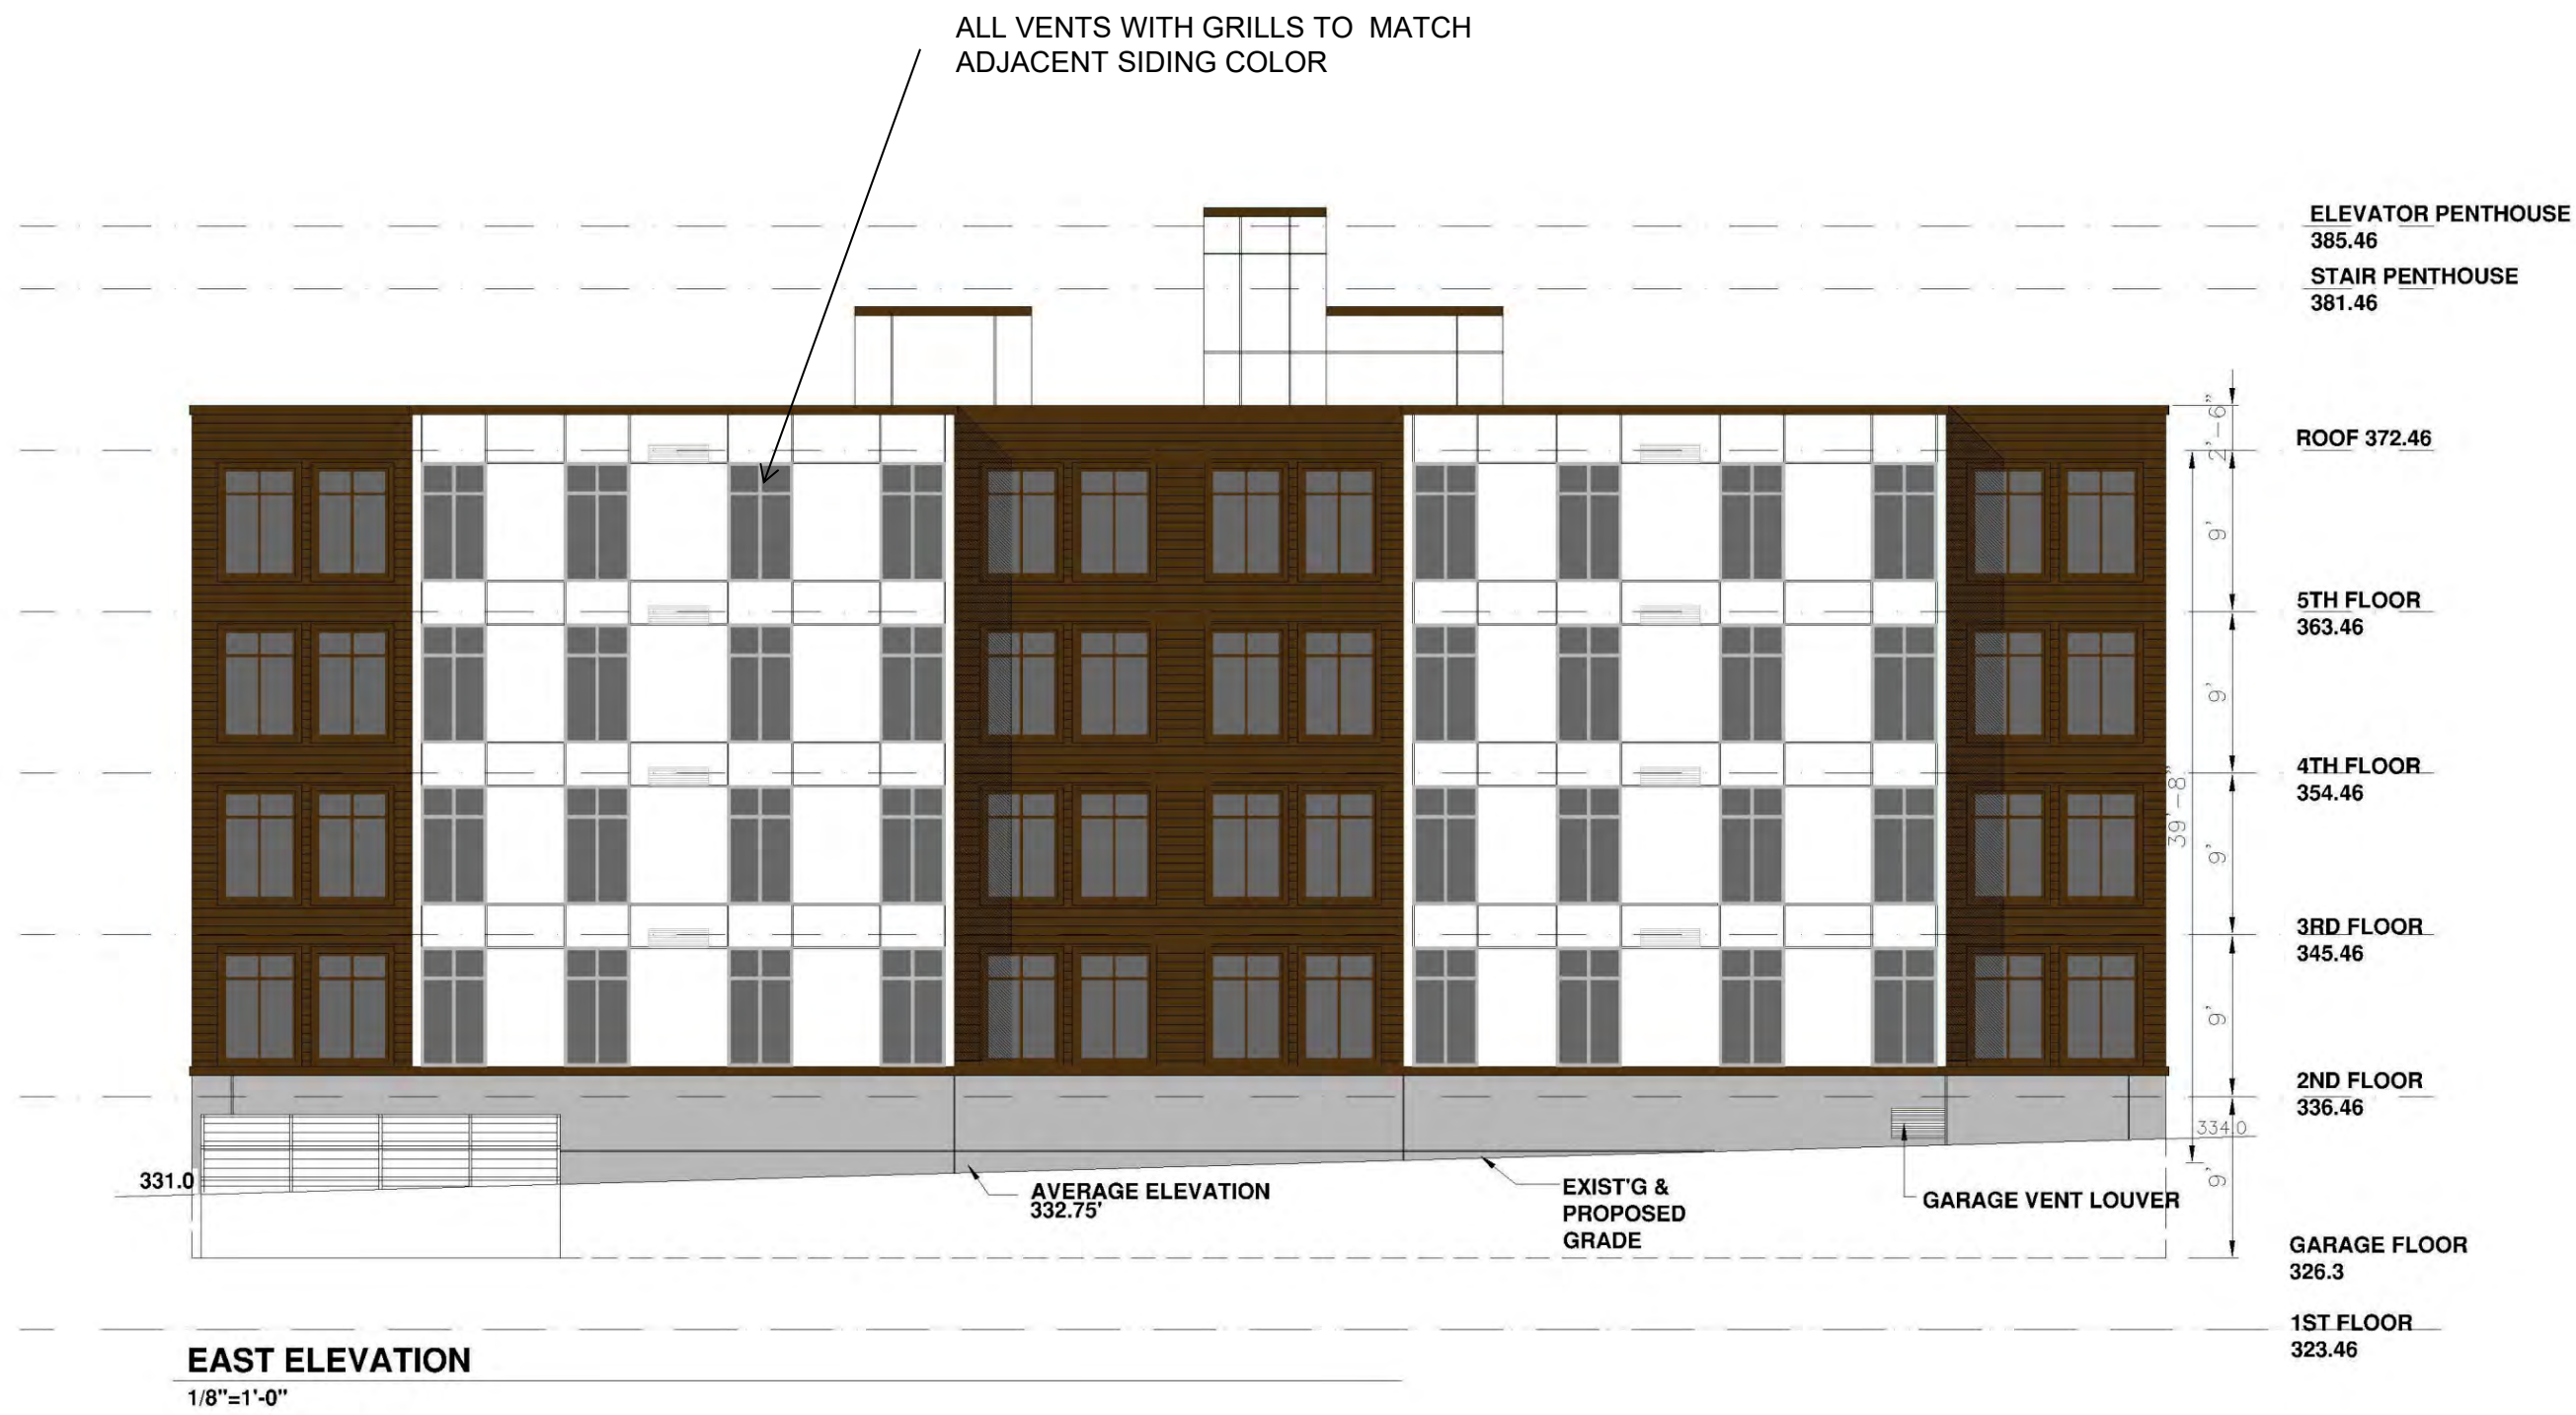 ALL VENTS WITH GRILLS TO MATCH
ADJACENT SIDING COLOR
ELEVATOR PENTHOUSE
385.46
STAIR PENTHOUSE
381.46
2'-6"
ROOF 372.46
9'
5TH FLOOR
363.46
9'
4TH FLOOR
354.46
39'-8"
9'
3RD FLOOR
345.46
9'
2ND FLOOR
336.46
334.0
9'
331.0
AVERAGE ELEVATION
332.75'
EXIST'G &
PROPOSED
GRADE
GARAGE VENT LOUVER
GARAGE FLOOR
326.3
1ST FLOOR
323.46
EAST ELEVATION
1/8"=1'-0"